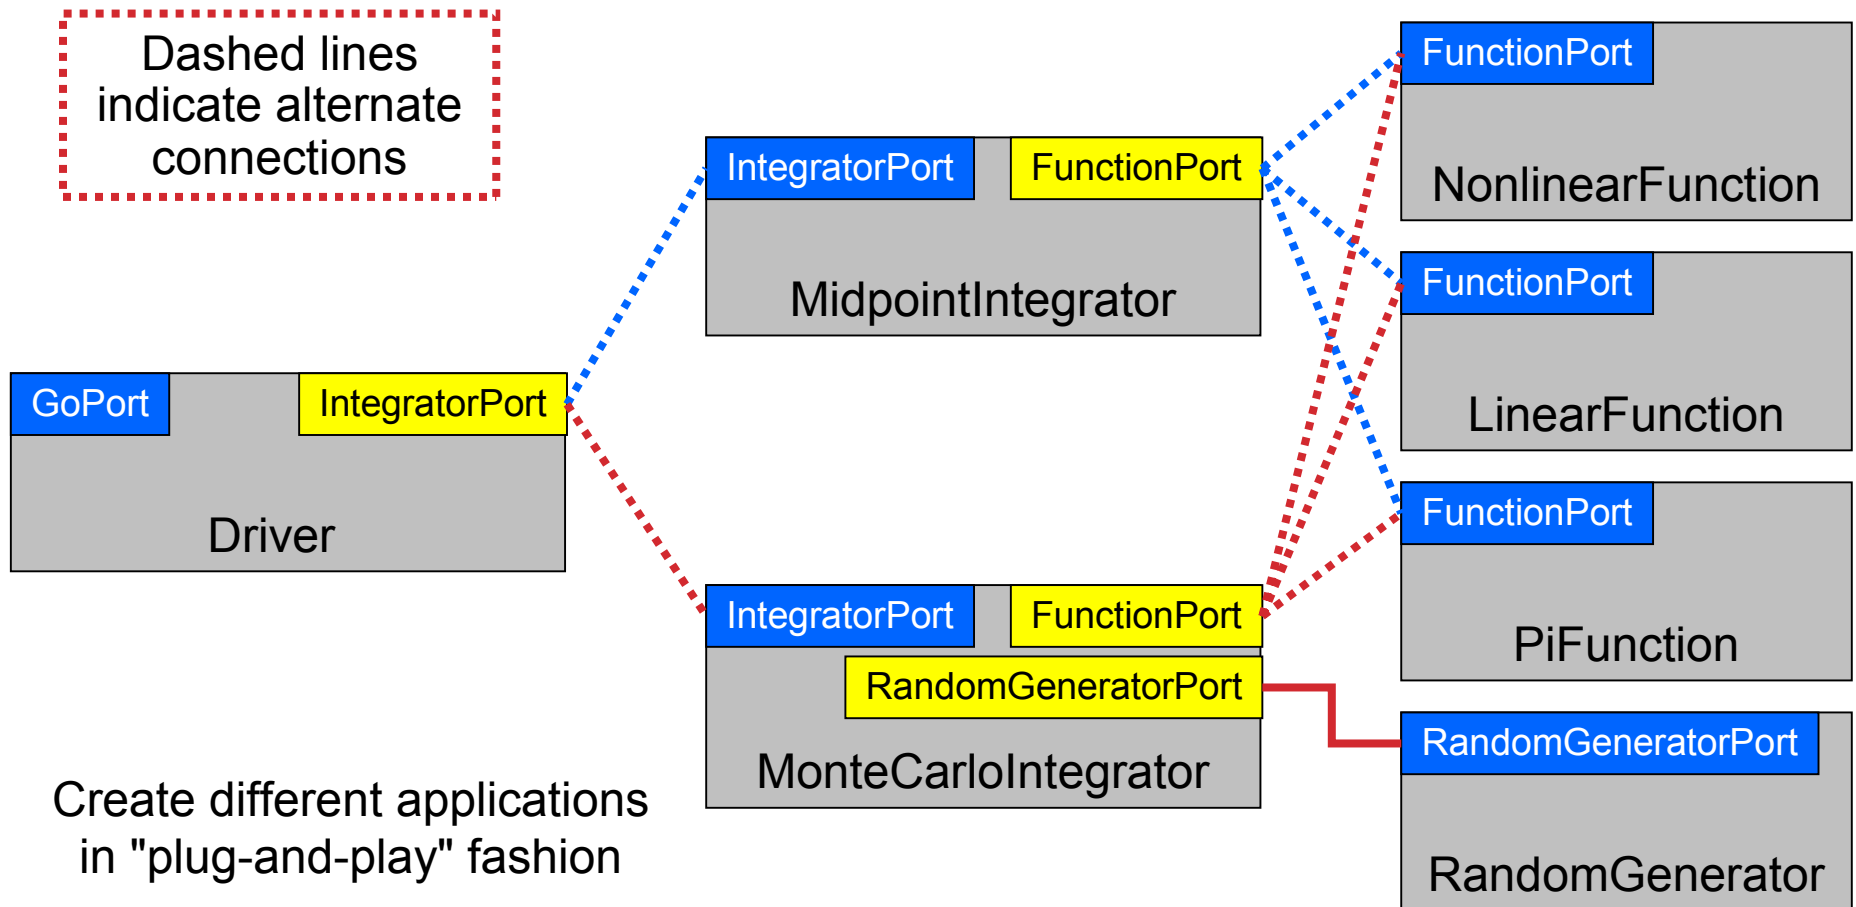 Dashed lines
indicate alternate
connections
GoPort
IntegratorPort
Driver
IntegratorPort
FunctionPort
MidpointIntegrator
IntegratorPort
FunctionPort
RandomGeneratorPort
MonteCarloIntegrator
FunctionPort
NonlinearFunction
FunctionPort
LinearFunction
FunctionPort
PiFunction
RandomGeneratorPort
RandomGenerator
Create different applications
in "plug-and-play" fashion